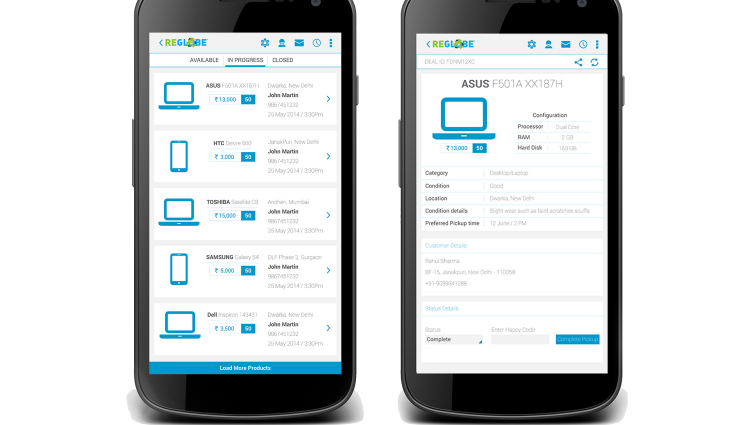 REGLOBE
AVAILABLE IN PROGRESS CLOSED
ASUS F501A XX187H
₹ 13,000 50
Dwarka, New Delhi
John Martin
9867451232
26 May 2014 / 3:30Pm
HTC Desire 600
₹ 3,000 50
JanakPuri, New Delhi
John Martin
9867451232
26 May 2014 / 3:30Pm
TOSHIBA Satellite C8
₹ 15,000 50
Andheri, Mumbai
John Martin
9867451232
26 May 2014 / 3:30Pm
SAMSUNG Galaxy S4
₹ 5,000 50
DLF Phase 3, Gurgaon
John Martin
9867451232
26 May 2014 / 3:30Pm
Dell Inspiron
₹ 3,500 50
Dwarka, New Delhi
John Martin
9867451232
26 May 2014 / 3:30Pm
Load More Products
REGLOBE
DEAL ID
ASUS F501A XX187H
₹ 13,000 50
Configuration
Processor Dual Core
RAM 2 GB
Hard Disk
Category Desktop/Laptop
Condition Good
Location Dwarka, New Delhi
Condition details Slight wear such as faint scratches scuffs
Preferred Pickup time 12 June / 2 PM
Customer Details
Rahul Sharma
BF-15, Janakpuri, New Delhi - 110058
+91-9099341288
Status Details
Status Enter Happy Code
Complete Complete Pickup